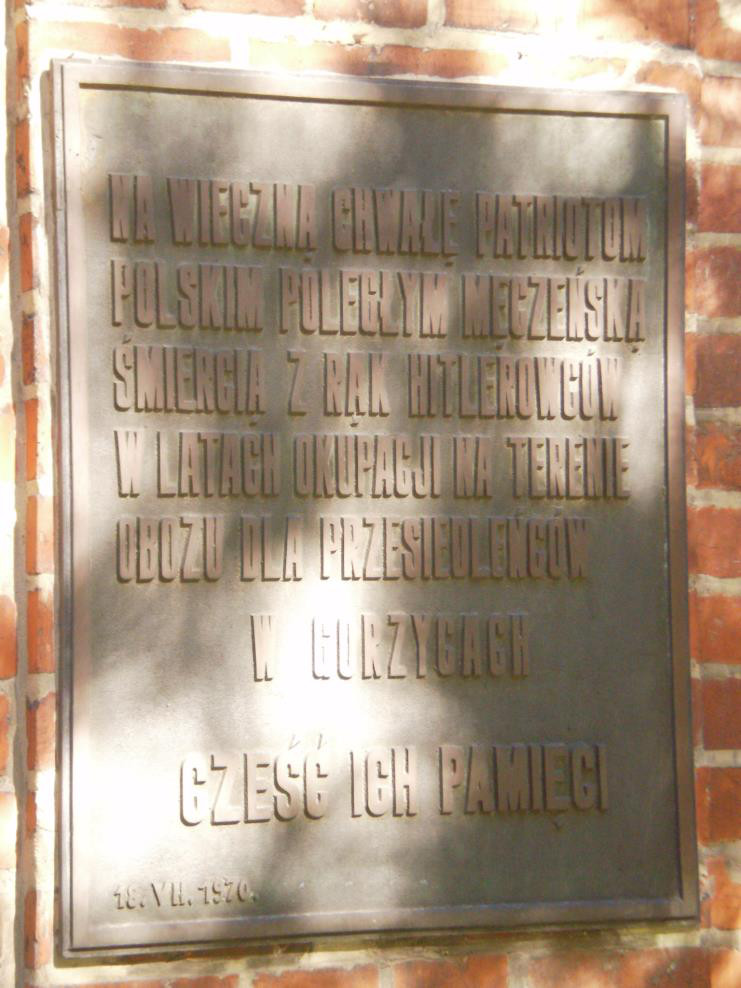 NA WIECZNĄ CHWAŁĘ PATRIOTOM
POLSKIM POLEGŁYM MĘCZEŃSKĄ
ŚMIERCIĄ Z RĄK HITLEROWCÓW
W LATACH OKUPACJI NA TERENIE
OBOZU DLA PRZESIEDLEŃCÓW
W GORZYCACH
CZEŚĆ ICH PAMIĘCI
18.VII.1970.